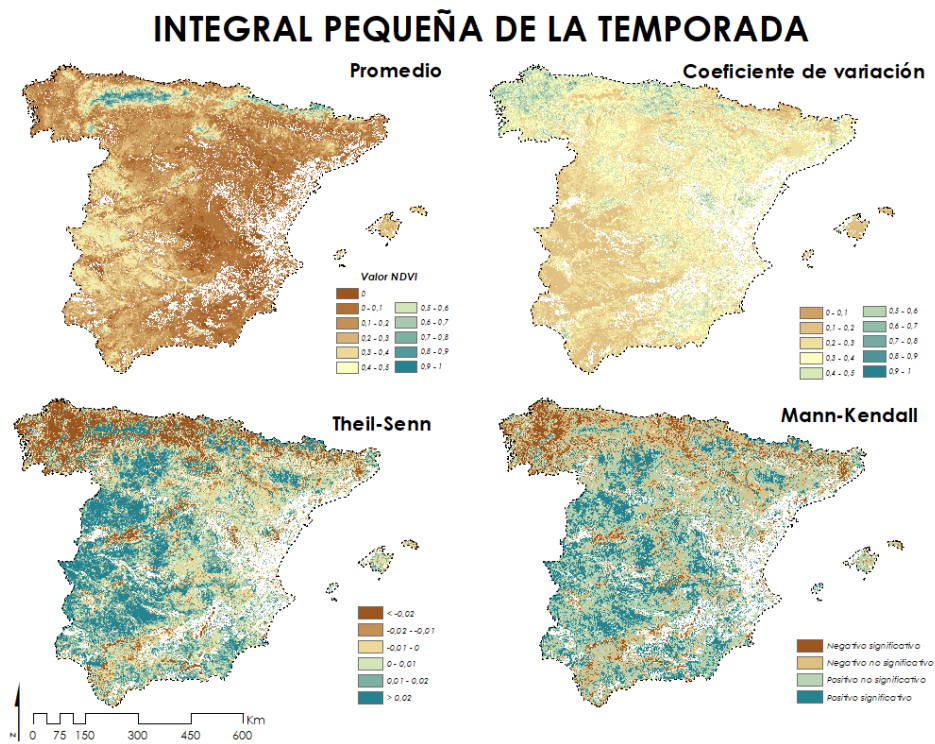 INTEGRAL PEQUEÑA DE LA TEMPORADA
Promedio
Coeficiente de variación
Valor NDVI
0
0 - 0,1
0,1 - 0,2
0,2 - 0,3
0,3 - 0,4
0,4 - 0,5
0,5 - 0,6
0,6 - 0,7
0,7 - 0,8
0,8 - 0,9
0,9 - 1
0 - 0,1
0,1 - 0,2
0,2 - 0,3
0,3 - 0,4
0,4 - 0,5
0,5 - 0,6
0,6 - 0,7
0,7 - 0,8
0,8 - 0,9
0,9 - 1
Theil-Senn
Mann-Kendall
< -0,02
-0,02 - -0,01
-0,01 - 0
0 - 0,01
0,01 - 0,02
> 0,02
Negativo significativo
Negativo no significativo
Positivo no significativo
Positivo significativo
N
Km
0 75 150 300 450 600